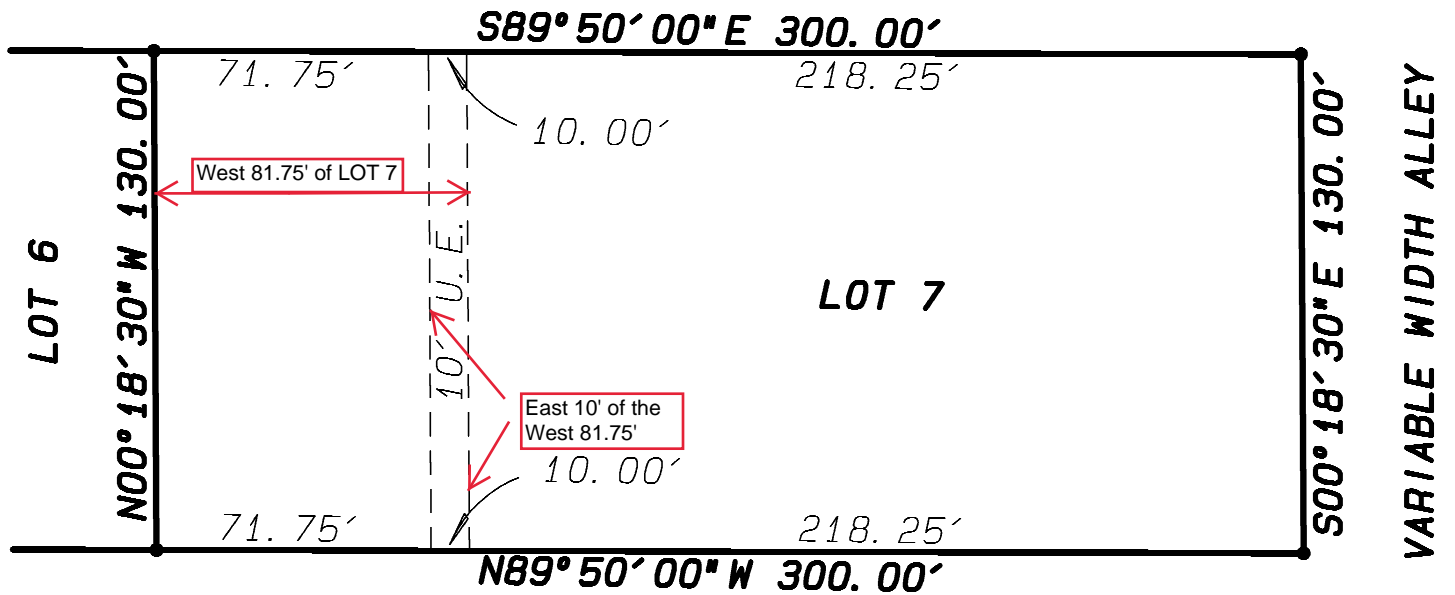 S89°50'00"E 300.00'
71.75'
218.25'
10.00'
West 81.75' of LOT 7
LOT 6
N00°18'30"W 130.00'
10' U.E.
LOT 7
S00°18'30"E 130.00'
VARIABLE WIDTH ALLEY
East 10' of the
West 81.75'
10.00'
71.75'
218.25'
N89°50'00"W 300.00'